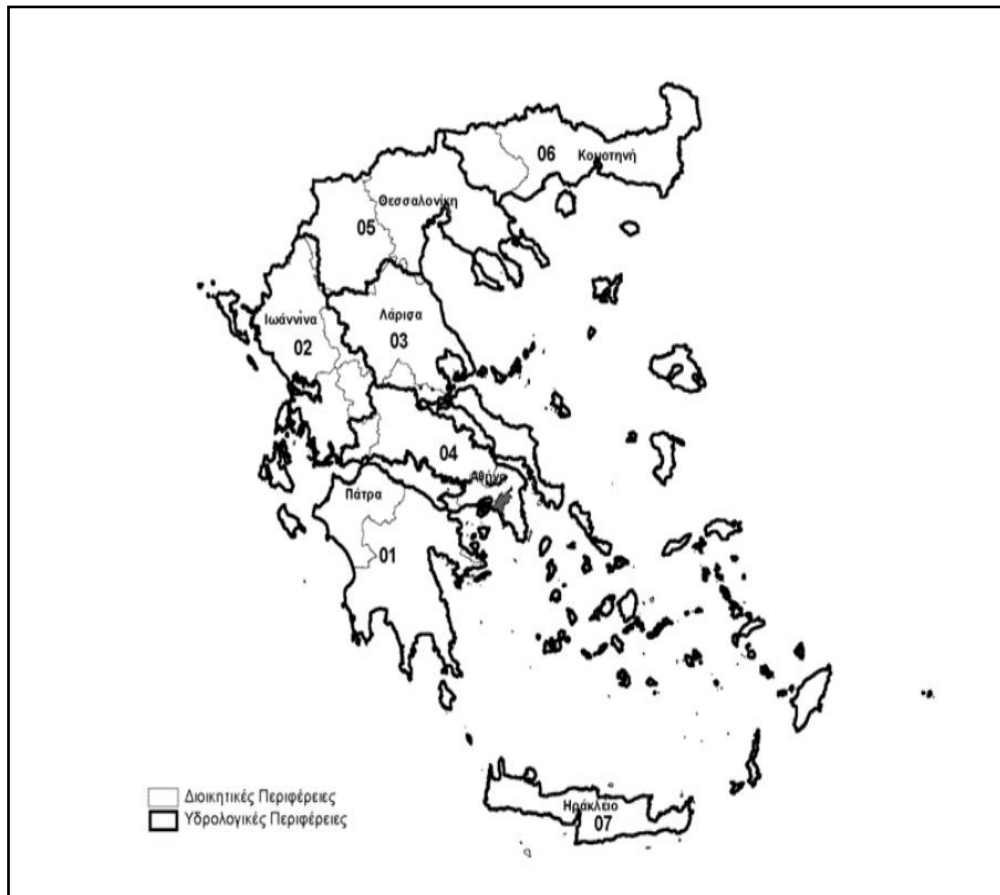 06
Κομοτηνή
Θεσσαλονίκη
05
Ιωάννινα
02
Λάρισα
03
04
Αθήνα
Πάτρα
01
Διοικητικές Περιφέρειες
Υδρολογικές Περιφέρειες
Ηράκλειο
07